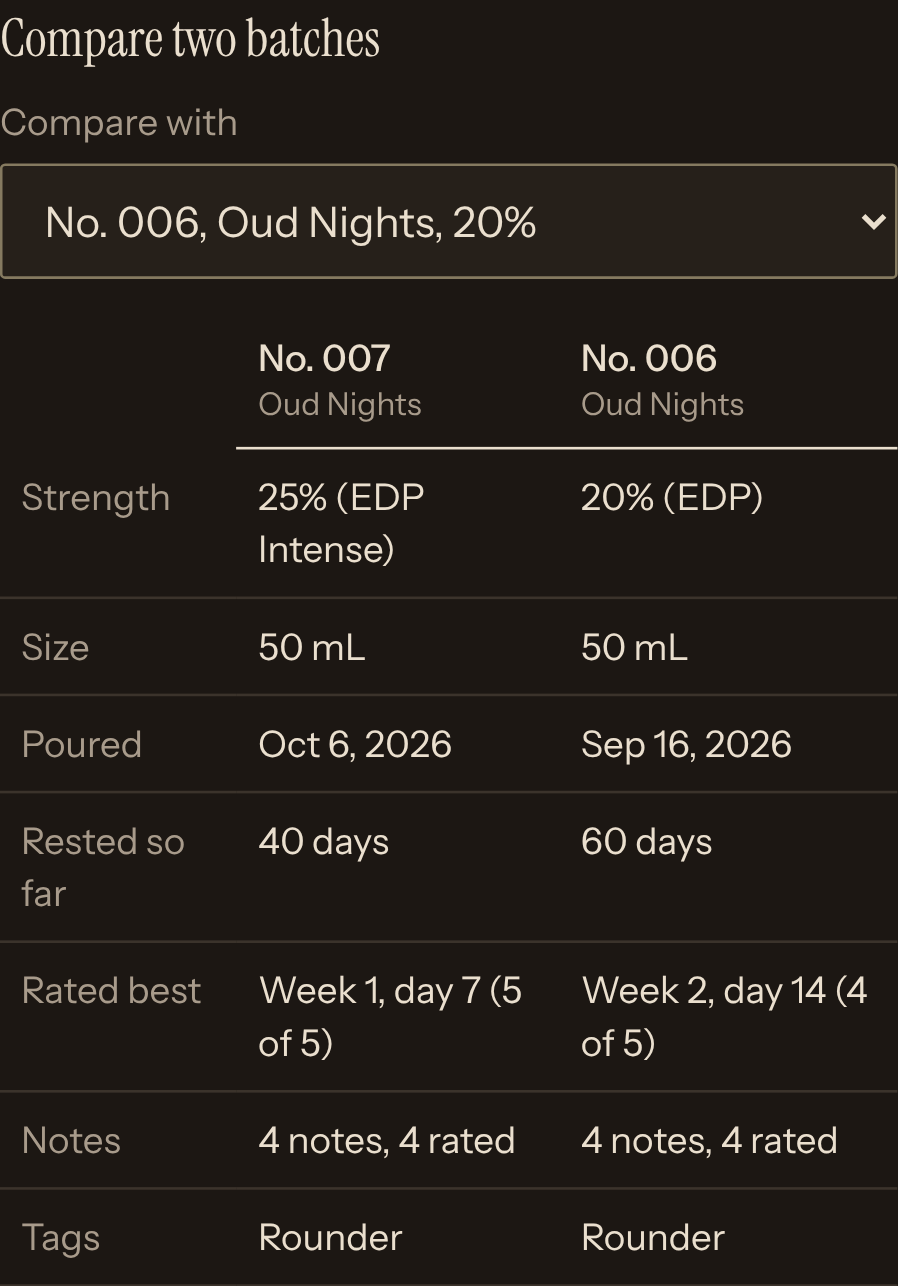 Compare two batches
Compare with
No. 006, Oud Nights, 20%
No. 007 No. 006
Oud Nights Oud Nights
Strength 25% (EDP 20% (EDP)
Intense)
Size 50 mL 50 mL
Poured Oct 6, 2026 Sep 16, 2026
Rested so 40 days 60 days
far
Rated best Week 1, day 7 (5 Week 2, day 14 (4
of 5) of 5)
Notes 4 notes, 4 rated 4 notes, 4 rated
Tags Rounder Rounder